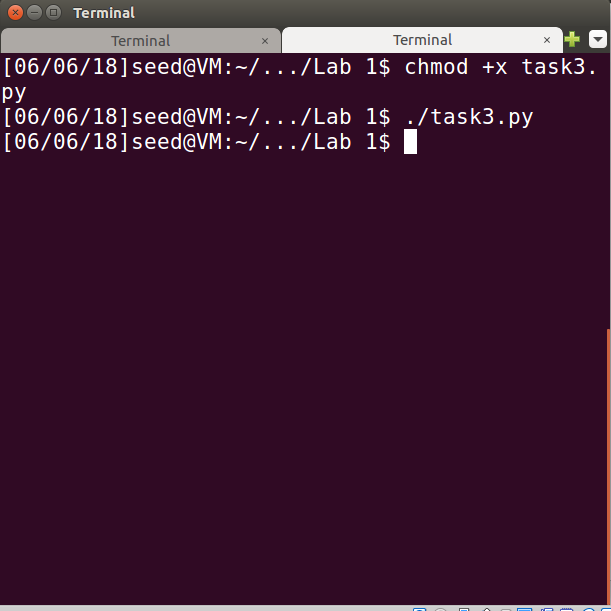 Terminal
Terminal
Terminal
[06/06/18]seed@VM:~/.../Lab 1$ chmod +x task3.
py
[06/06/18]seed@VM:~/.../Lab 1$ ./task3.py
[06/06/18]seed@VM:~/.../Lab 1$